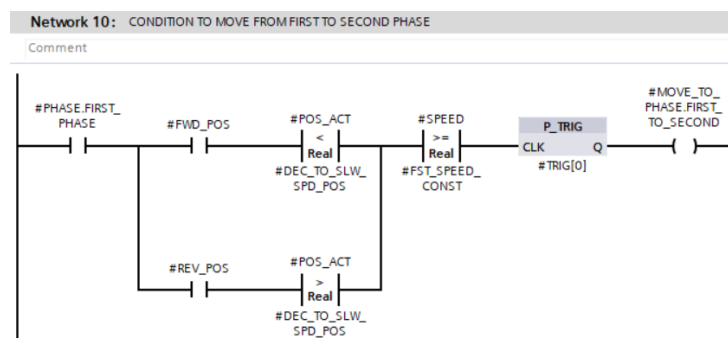 Network 10: CONDITION TO MOVE FROM FIRST TO SECOND PHASE
Comment
#PHASE.FIRST_
PHASE
#FWD_POS
#POS_ACT
<
Real
#DEC_TO_SLW_
SPD_POS
#SPEED
>=
Real
#FST_SPEED_
CONST
P_TRIG
CLK Q
#TRIG[0]
#MOVE_TO_
PHASE.FIRST_
TO_SECOND
#REV_POS
#POS_ACT
>
Real
#DEC_TO_SLW_
SPD_POS